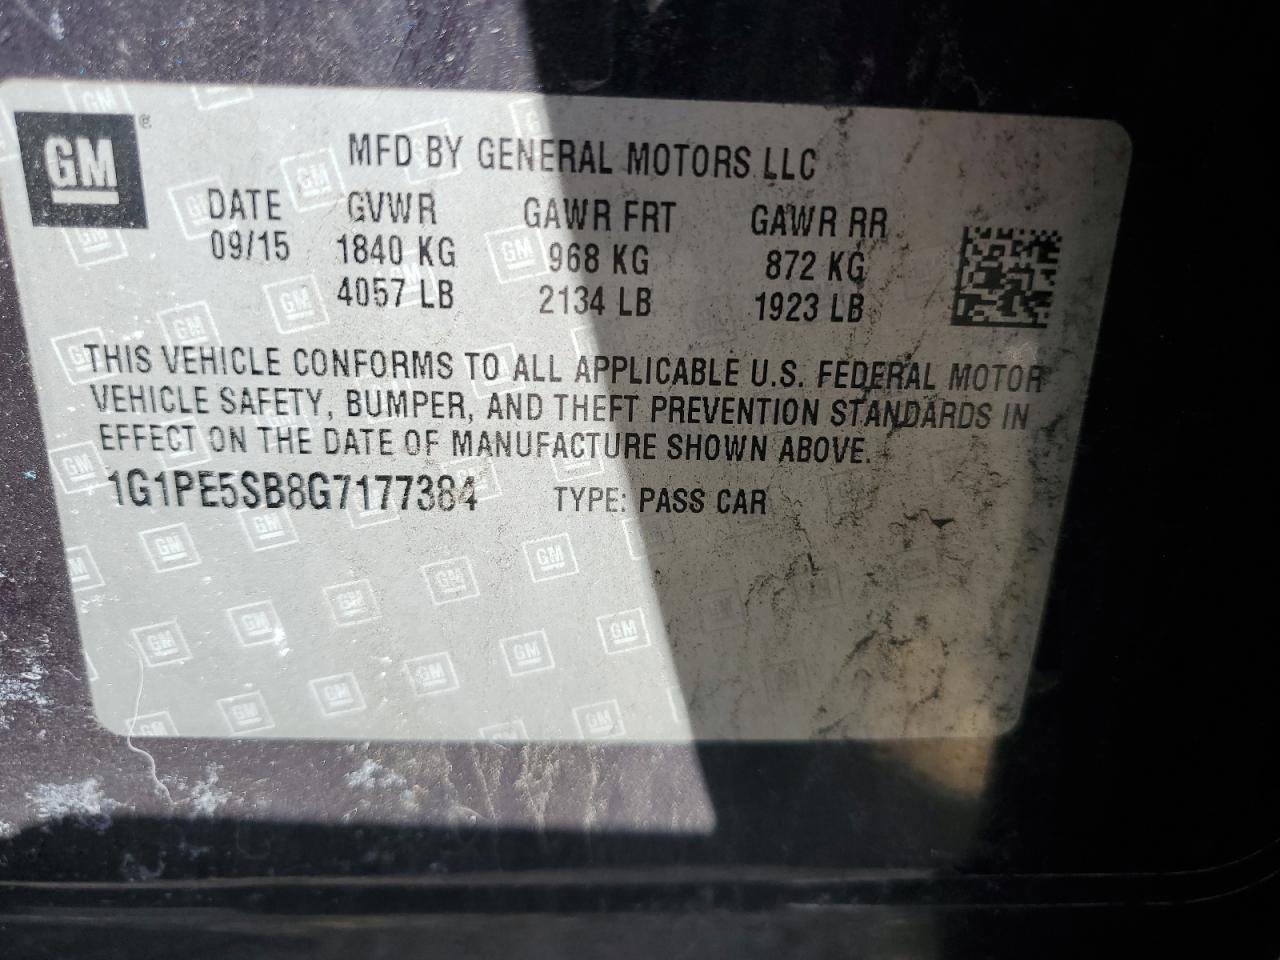 GM®
MFD BY GENERAL MOTORS LLC
DATE GVWR GAWR FRT GAWR RR
09/15 1840 KG 968 KG 872 KG
4057 LB 2134 LB 1923 LB
THIS VEHICLE CONFORMS TO ALL APPLICABLE U.S. FEDERAL MOTOR
VEHICLE SAFETY, BUMPER, AND THEFT PREVENTION STANDARDS IN
EFFECT ON THE DATE OF MANUFACTURE SHOWN ABOVE.
1G1PE5SB8G7177384 TYPE: PASS CAR